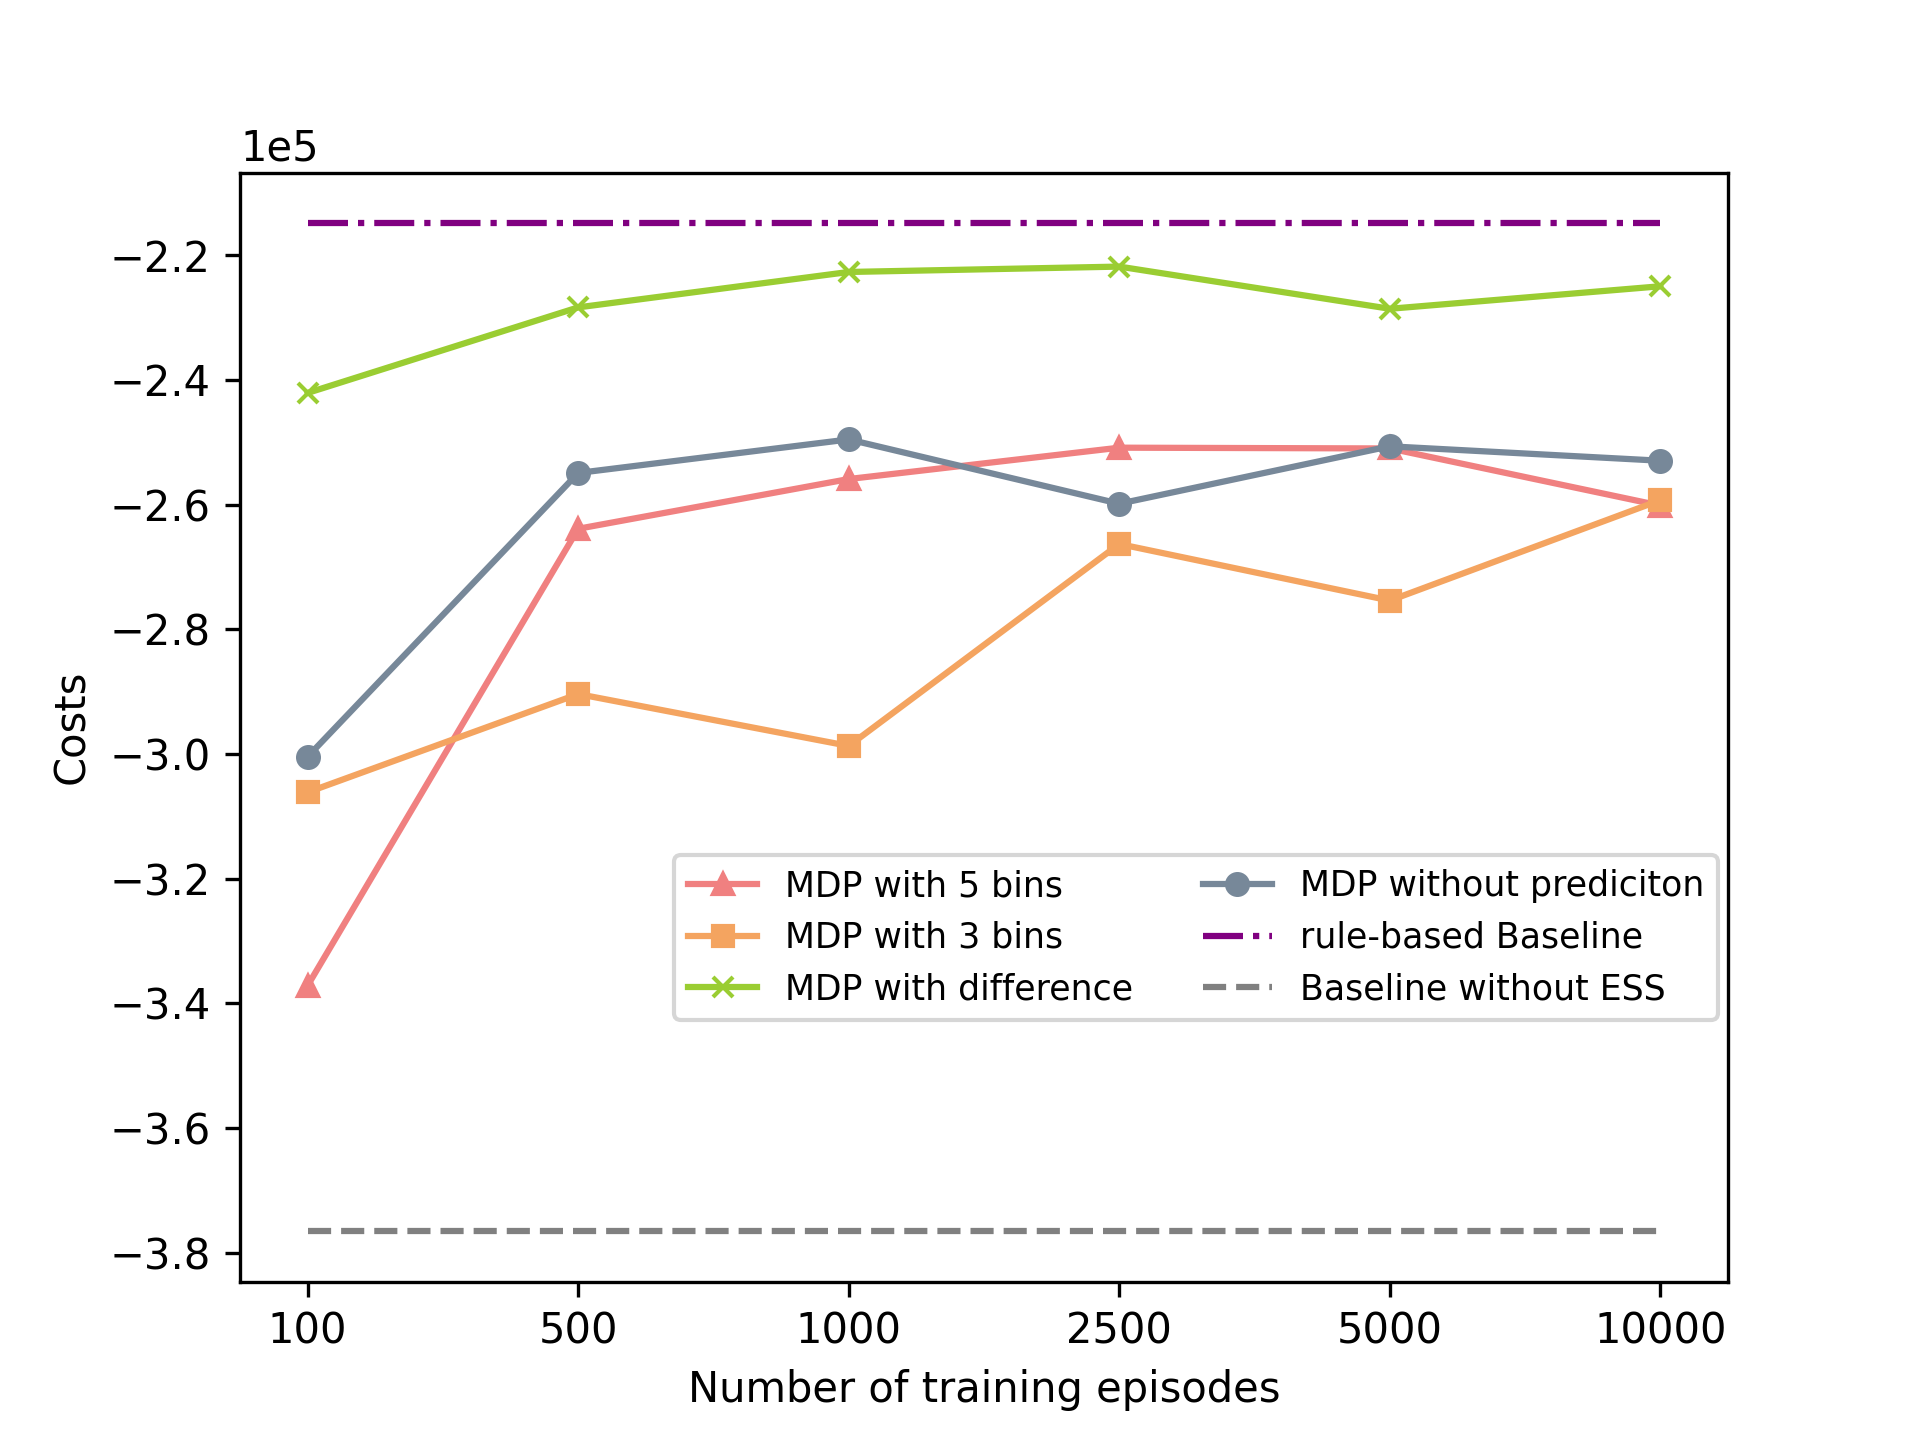 1e5
−2.2
−2.4
−2.6
−2.8
−3.0
−3.2
−3.4
−3.6
−3.8
Costs
MDP with 5 bins
MDP with 3 bins
MDP with difference
MDP without prediciton
rule-based Baseline
Baseline without ESS
100 500 1000 2500 5000 10000
Number of training episodes